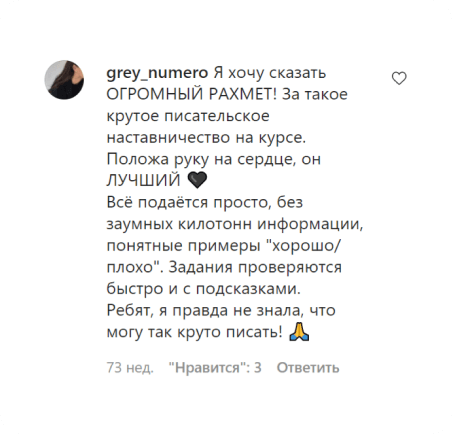 grey_numero Я хочу сказать
ОГРОМНЫЙ РАХМЕТ! За такое
крутое писательское
наставничество на курсе.
Положа руку на сердце, он
ЛУЧШИЙ 🖤
Всё подаётся просто, без
заумных килотонн информации,
понятные примеры "хорошо/
плохо". Задания проверяются
быстро и с подсказками.
Ребят, я правда не знала, что
могу так круто писать! 🙏
73 нед. "Нравится": 3 Ответить